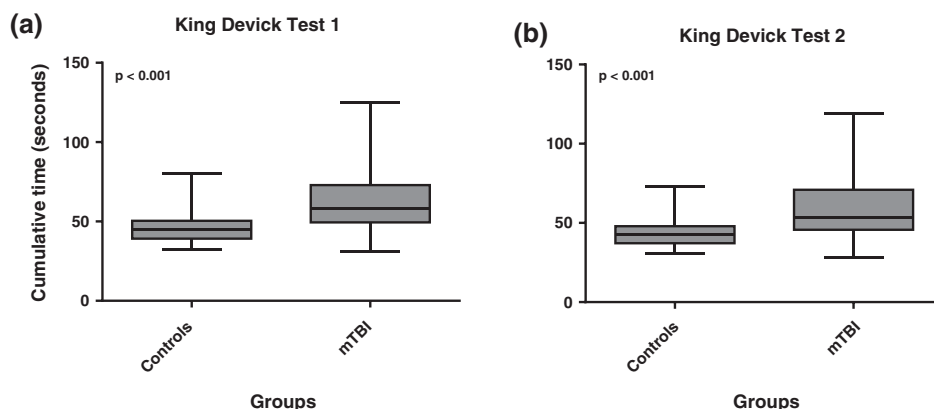 (a)
King Devick Test 1
150
p < 0.001
100
50
0
Cumulative time (seconds)
Controls
mTBI
Groups
(b)
King Devick Test 2
150
p < 0.001
100
50
0
Controls
mTBI
Groups